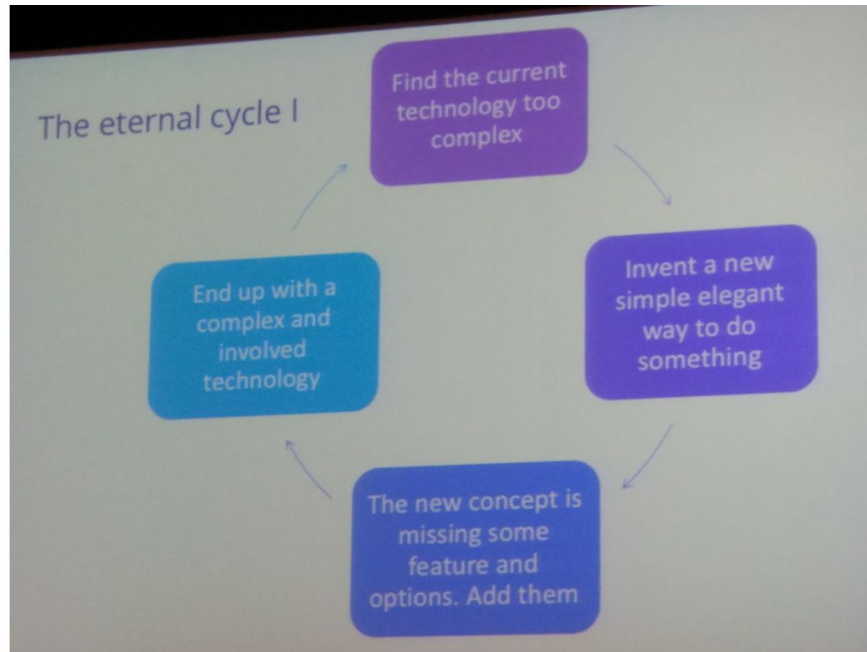 The eternal cycle I
Find the current
technology too
complex
Invent a new
simple elegant
way to do
something
The new concept is
missing some
feature and
options. Add them
End up with a
complex and
involved
technology